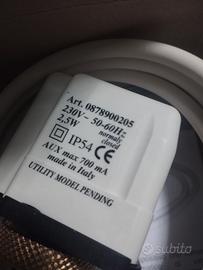 Art. 0878900205
230V~ 50-60Hz
2,5W normaly
closed
IP54
AUX max 700 mA
made in Italy
UTILITY MODEL PENDING
subito